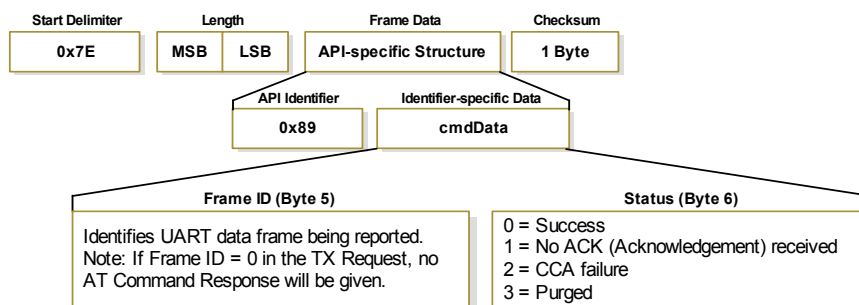 Start Delimiter Length Frame Data Checksum
0x7E MSB LSB API-specific Structure 1 Byte
API Identifier Identifier-specific Data
0x89 cmdData
Frame ID (Byte 5) Status (Byte 6)
Identifies UART data frame being reported.
Note: If Frame ID = 0 in the TX Request, no
AT Command Response will be given.
0 = Success
1 = No ACK (Acknowledgement) received
2 = CCA failure
3 = Purged